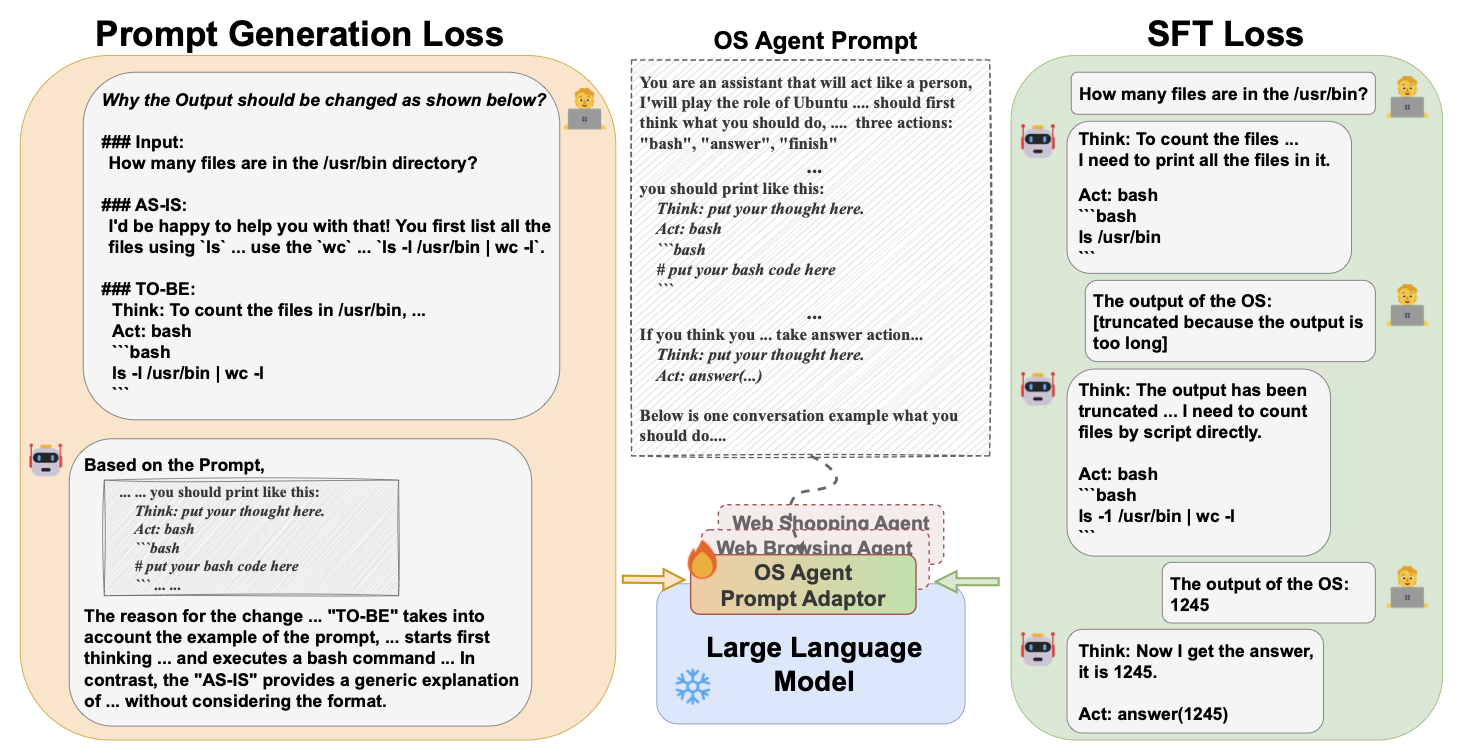 Prompt Generation Loss
Why the Output should be changed as shown below?
### Input:
How many files are in the /usr/bin directory?
### AS-IS:
I'd be happy to help you with that! You first list all the
files using `ls` ... use the `wc` ... `ls -l /usr/bin | wc -l`.
### TO-BE:
Think: To count the files in /usr/bin, ...
Act: bash
```bash
ls -l /usr/bin | wc -l
```
Based on the Prompt,
... ... you should print like this:
Think: put your thought here.
Act: bash
```bash
# put your bash code here
``` ... ...
The reason for the change ... "TO-BE" takes into
account the example of the prompt, ... starts first
thinking ... and executes a bash command ... In
contrast, the "AS-IS" provides a generic explanation
of ... without considering the format.
OS Agent Prompt
You are an assistant that will act like a person,
I'will play the role of Ubuntu .... should first
think what you should do, .... three actions:
"bash", "answer", "finish"
...
you should print like this:
Think: put your thought here.
Act: bash
```bash
# put your bash code here
```
...
If you think you ... take answer action...
Think: put your thought here.
Act: answer(...)
Below is one conversation example what you
should do....
Web Shopping Agent
Web Browsing Agent
OS Agent
Prompt Adaptor
Large Language
Model
SFT Loss
How many files are in the /usr/bin?
Think: To count the files ...
I need to print all the files in it.
Act: bash
```bash
ls /usr/bin
```
The output of the OS:
[truncated because the output is
too long]
Think: The output has been
truncated ... I need to count
files by script directly.
Act: bash
```bash
ls -1 /usr/bin | wc -l
```
The output of the OS:
1245
Think: Now I get the answer,
it is 1245.
Act: answer(1245)